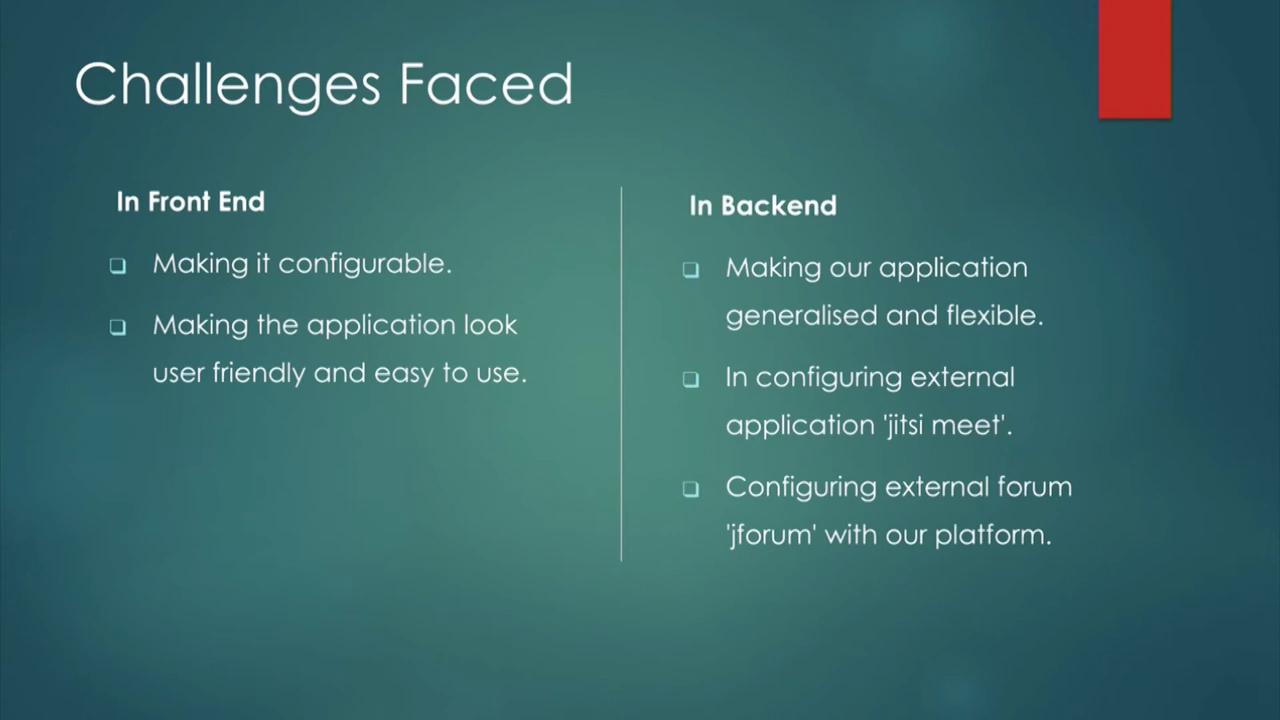 Challenges Faced
In Front End
Making it configurable.
Making the application look
user friendly and easy to use.
In Backend
Making our application
generalised and flexible.
In configuring external
application 'jitsi meet'.
Configuring external forum
'jforum' with our platform.